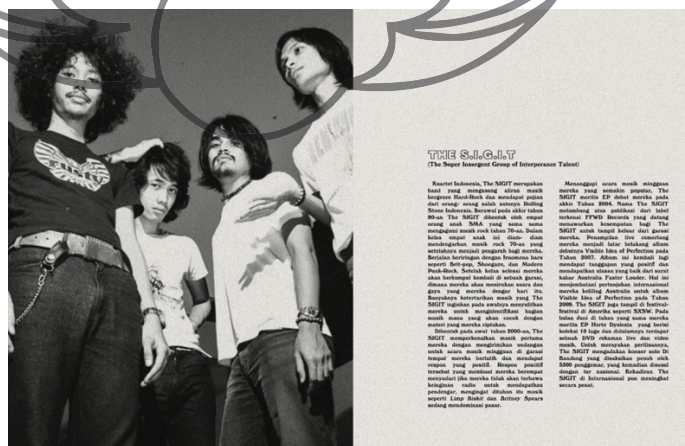 THE S.I.G.I.T
(The Super Insurgent Group of Intemperance Talent)
Kuartet Indonesia, The SIGIT merupakan
band yang mengusung aliran musik
bergenre Hard-Rock dan mendapat pujian
dari orang- orang salah satunya Rolling
Stone Indonesia. Berawal pada akhir tahun
90-an The SIGIT dibentuk oleh empat
orang anak SMA yang sama sama
mengagumi musik rock tahun 70-an. Dalam
kelas empat anak ini diam- diam
mendengarkan musik rock 70-an yang
setelahnya menjadi pengaruh bagi mereka.
Berjalan beriringan dengan fenomena baru
seperti Brit-pop, Shoegaze, dan Modern
Punk-Rock. Setelah kelas selesai mereka
akan berkumpul kembali di sebuah garasi,
dimana mereka akan menirukan suara dan
gaya yang mereka dengar hari itu.
Banyaknya ketertarikan musik yang The
SIGIT inginkan pada awalnya menyulitkan
mereka untuk mengidentifikasi bagian
musik mana yang akan cocok dengan
materi yang mereka ciptakan.
Dibentuk pada awal tahun 2000-an, The
SIGIT memperkenalkan musik pertama
mereka dengan mengirimkan undangan
untuk acara musik mingguan di garasi
tempat mereka berlatih dan mendapat
respon yang positif. Respon positif
tersebut yang membuat mereka berempat
menyadari jika mereka tidak akan terbawa
keinginan radio untuk mendapatkan
pendengar, mengingat ditahun itu musik
seperti Limp Bizkit dan Britney Spears
sedang mendominasi pasar.
Menanggapi acara musik mingguan
mereka yang semakin popular, The
SIGIT merilis EP debut mereka pada
akhir Tahun 2004. Nama The SIGIT
melambung atas publikasi dari label
terkenal FFWD Records yang datang
menawarkan kesempatan bagi The
SIGIT untuk tampil keluar dari garasi
mereka. Penampilan live cemerlang
mereka menjadi latar belakang album
debutnya Visible Idea of Perfection pada
Tahun 2007. Album ini kembali lagi
mendapat tanggapan yang positif dan
mendapatkan ulasan yang baik dari surat
kabar Australia Faster Louder. Hal ini
menjembatani pertunjukan internasional
mereka keliling Australia untuk album
Visible Idea of Perfection pada Tahun
2008. The SIGIT juga tampil di festival-
festival di Amerika seperti SXSW. Pada
bulan Juni di tahun yang sama mereka
merilis EP Hertz Dyslexia yang berisi
koleksi 10 lagu dan didalamnya terdapat
sebuah DVD rekaman live dan video
musik. Untuk merayakan perilisannya,
The SIGIT mengadakan konser solo Di
Bandung yang disaksikan penuh oleh
3300 penggemar, yang kemudian disusul
dengan tur nasional. Kehadiran The
SIGIT di Internasional pun meningkat
secara pesat.